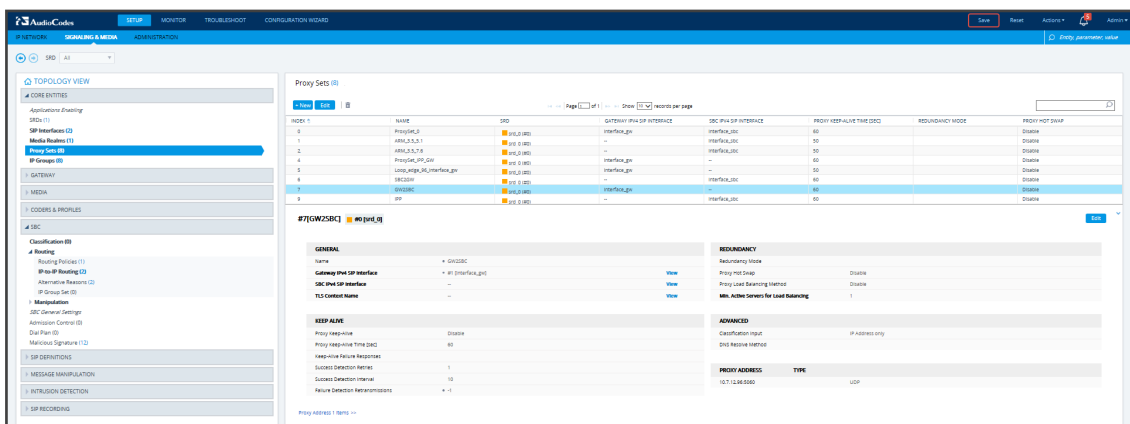 AudioCodes SETUP MONITOR TROUBLESHOOT CONFIGURATION WIZARD Save Reset Actions 5 Admin
IP NETWORK SIGNALING & MEDIA ADMINISTRATION Entity, parameter, value
SRD All
TOPOLOGY VIEW
CORE ENTITIES
Applications Enabling
SRDs (1)
SIP Interfaces (2)
Media Realms (1)
Proxy Sets (8)
IP Groups (8)
GATEWAY
MEDIA
CODERS & PROFILES
SBC
Classification (0)
Routing
Routing Policies (1)
IP-to-IP Routing (2)
Alternative Reasons (2)
IP Group Set (0)
Manipulation
SBC General Settings
Admission Control (0)
Dial Plan (0)
Malicious Signature (12)
SIP DEFINITIONS
MESSAGE MANIPULATION
INTRUSION DETECTION
SIP RECORDING
Proxy Sets (8)
+ New Edit Page 1 of 1 Show 10 records per page
INDEX NAME SRD GATEWAY IPV4 SIP INTERFACE SBC IPV4 SIP INTERFACE PROXY KEEP-ALIVE TIME [SEC] REDUNDANCY MODE PROXY HOT SWAP
0 ProxySet_0 srd_0 (#0) Interface_gw Interface_sbc 60 Disable
1 srd_0 (#0) -- Interface_sbc Disable
2 srd_0 (#0) -- Interface_sbc Disable
4 ProxySet_IPP_GW srd_0 (#0) Interface_gw -- 60 Disable
5 Loop_edge_96_interface_gw srd_0 (#0) Interface_gw -- Disable
6 SBC2GW srd_0 (#0) -- Interface_sbc 60 Disable
7 GW2SBC srd_0 (#0) Interface_gw -- Disable
IPP srd_0 (#0) -- Interface_sbc 60 Disable
#7[GW2SBC] #0 [srd_0] Edit
GENERAL
Name GW2SBC
Gateway IPv4 SIP Interface #1 [Interface_gw] View
SBC IPv4 SIP Interface -- View
TLS Context Name -- View
KEEP ALIVE
Proxy Keep-Alive Disable
Proxy Keep-Alive Time [sec] 60
Keep-Alive Failure Responses
Success Detection Retries 1
Success Detection Interval 10
Failure Detection Retransmissions -1
REDUNDANCY
Redundancy Mode
Proxy Hot Swap Disable
Proxy Load Balancing Method Disable
Min. Active Servers for Load Balancing 1
ADVANCED
Classification Input IP Address only
DNS Resolve Method
PROXY ADDRESS TYPE
10.7.12.96:5060 UDP
Proxy Address 1 items >>